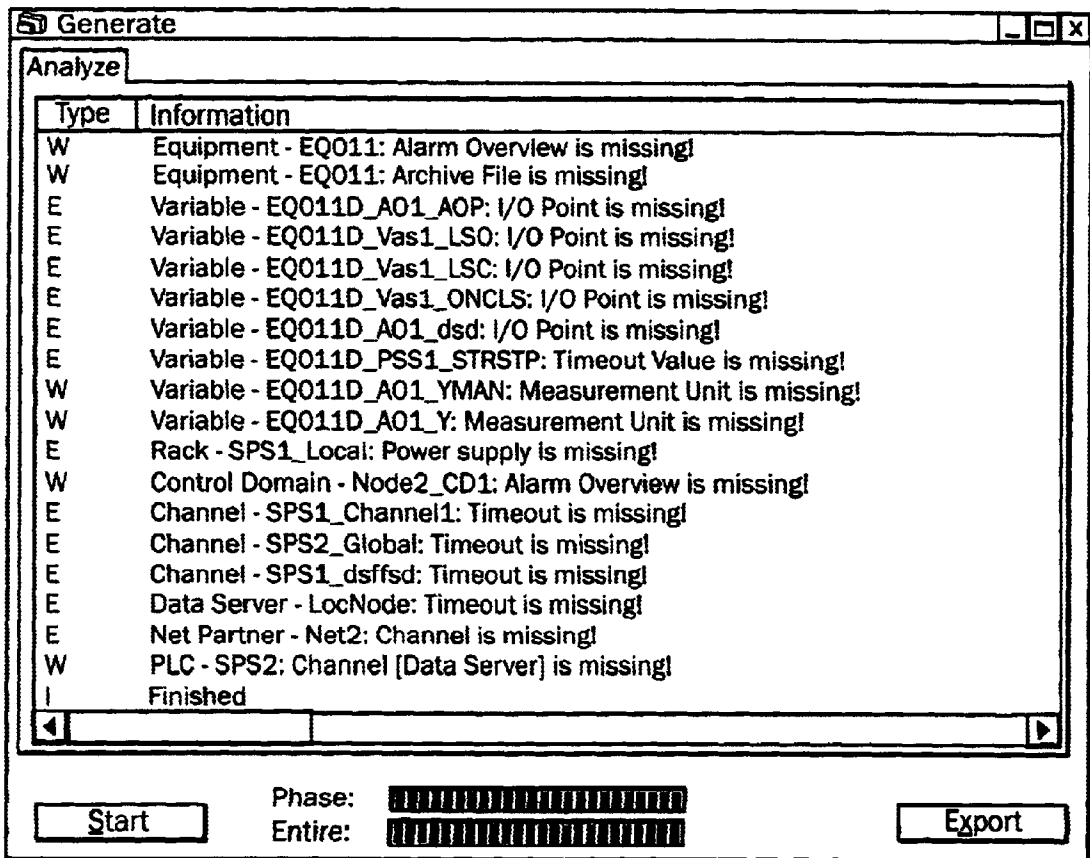 Generate
Analyze
Type Information
W Equipment - EQ011: Alarm Overview is missing!
W Equipment - EQ011: Archive File is missing!
E Variable - EQ011D_A01_AOP: I/O Point is missing!
E Variable - EQ011D_Vas1_LSO: I/O Point is missing!
E Variable - EQ011D_Vas1_LSC: I/O Point is missing!
E Variable - EQ011D_Vas1_ONCLS: I/O Point is missing!
E Variable - EQ011D_A01_dsd: I/O Point is missing!
E Variable - EQ011D_PSS1_STRSTP: Timeout Value is missing!
W Variable - EQ011D_A01_YMAN: Measurement Unit is missing!
W Variable - EQ011D_A01_Y: Measurement Unit is missing!
E Rack - SPS1_Local: Power supply is missing!
W Control Domain - Node2_CD1: Alarm Overview is missing!
E Channel - SPS1_Channel1: Timeout is missing!
E Channel - SPS2_Global: Timeout is missing!
E Channel - SPS1_dsffsd: Timeout is missing!
E Data Server - LocNode: Timeout is missing!
E Net Partner - Net2: Channel is missing!
W PLC - SPS2: Channel [Data Server] is missing!
I Finished
Start
Phase:
Entire:
Export